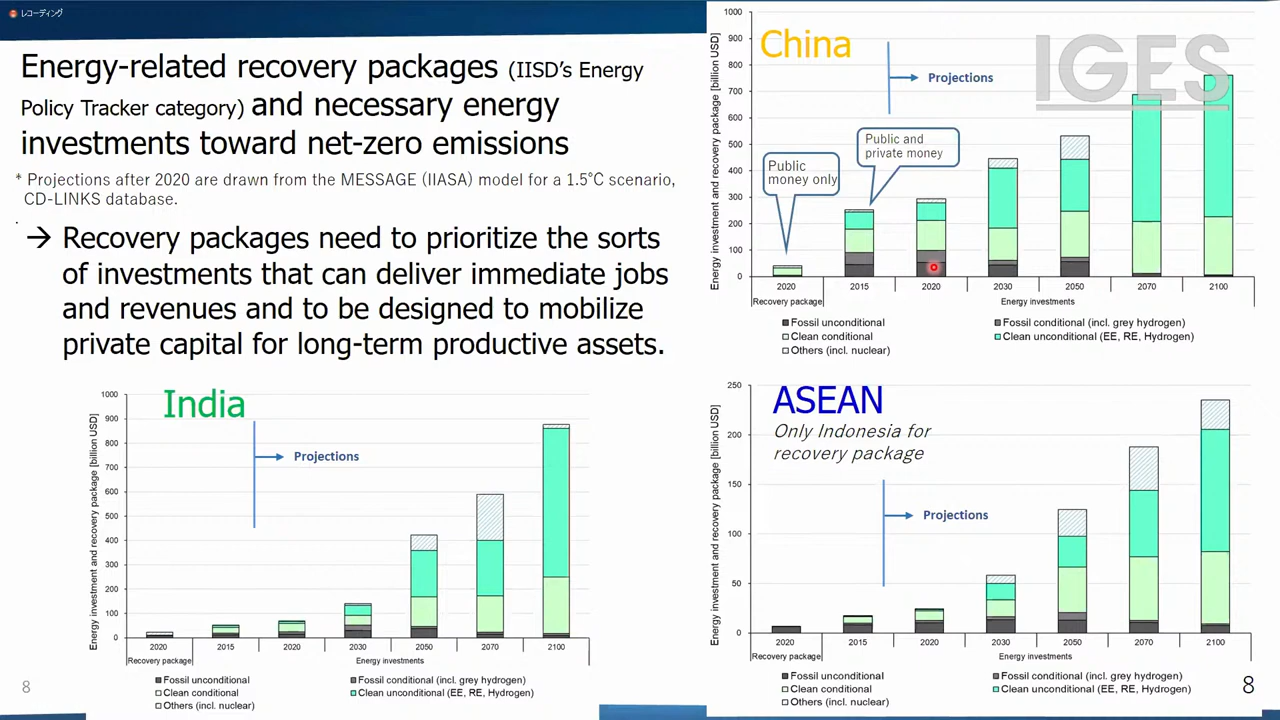 レコーディング
Energy-related recovery packages (IISD's Energy
Policy Tracker category) and necessary energy
investments toward net-zero emissions
* Projections after 2020 are drawn from the MESSAGE (IIASA) model for a 1.5°C scenario,
CD-LINKS database.
→ Recovery packages need to prioritize the sorts
of investments that can deliver immediate jobs
and revenues and to be designed to mobilize
private capital for long-term productive assets.
IGES
China
Projections
Public and
private money
Public
money only
Energy investment and recovery package [billion USD]
1000
900
800
700
600
500
400
300
200
100
0
2020 2015 2020 2030 2050 2070 2100
Recovery package Energy investments
Fossil unconditional Fossil conditional (incl. grey hydrogen)
Clean conditional Clean unconditional (EE, RE, Hydrogen)
Others (incl. nuclear)
India
Projections
Energy investment and recovery package [billion USD]
1000
900
800
700
600
500
400
300
200
100
0
2020 2015 2020 2030 2050 2070 2100
Recovery package Energy investments
Fossil unconditional Fossil conditional (incl. grey hydrogen)
Clean conditional Clean unconditional (EE, RE, Hydrogen)
Others (incl. nuclear)
8
ASEAN
Only Indonesia for
recovery package
Projections
Energy investment and recovery package [billion USD]
250
200
150
100
50
0
2020 2015 2020 2030 2050 2070 2100
Recovery package Energy investments
Fossil unconditional Fossil conditional (incl. grey hydrogen)
Clean conditional Clean unconditional (EE, RE, Hydrogen)
Others (incl. nuclear)
8